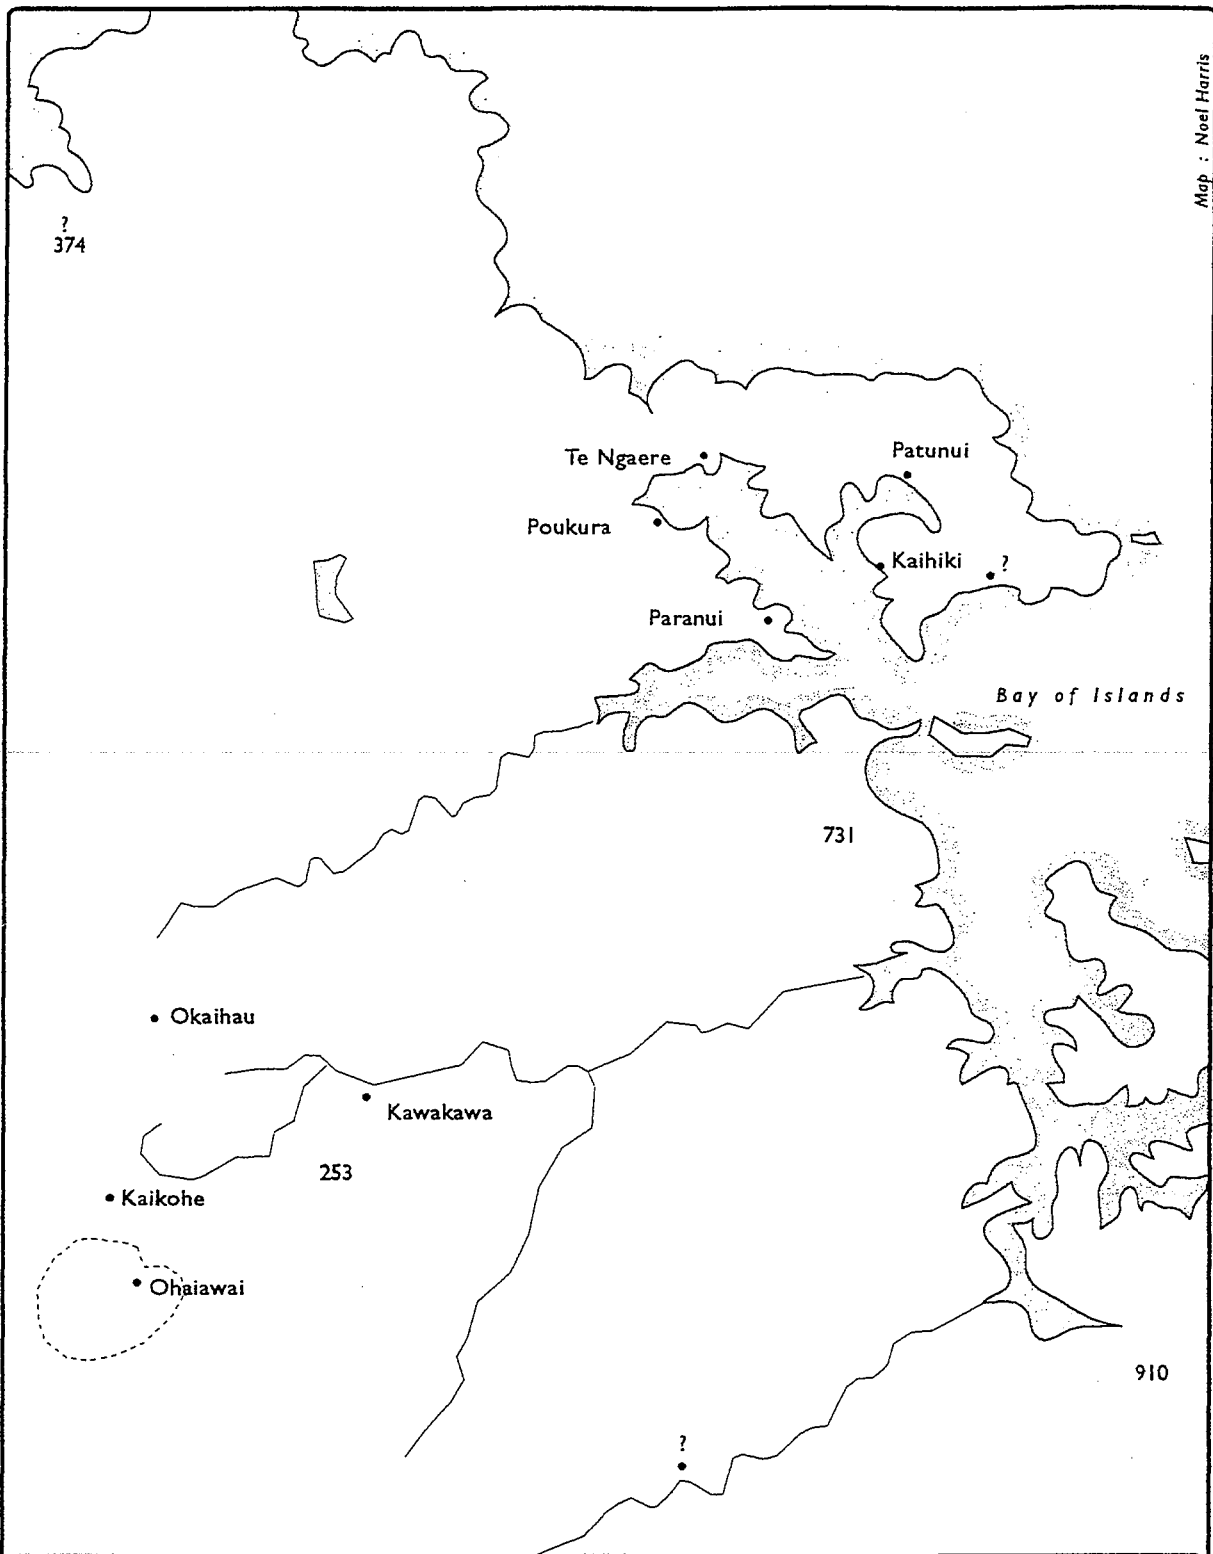 Map : Noel Harris
?
374
Te Ngaere
Patunui
Poukura
Kaihiki
?
Paranui
Bay of Islands
731
Okaihau
Kawakawa
253
Kaikohe
Ohaiawai
910
?